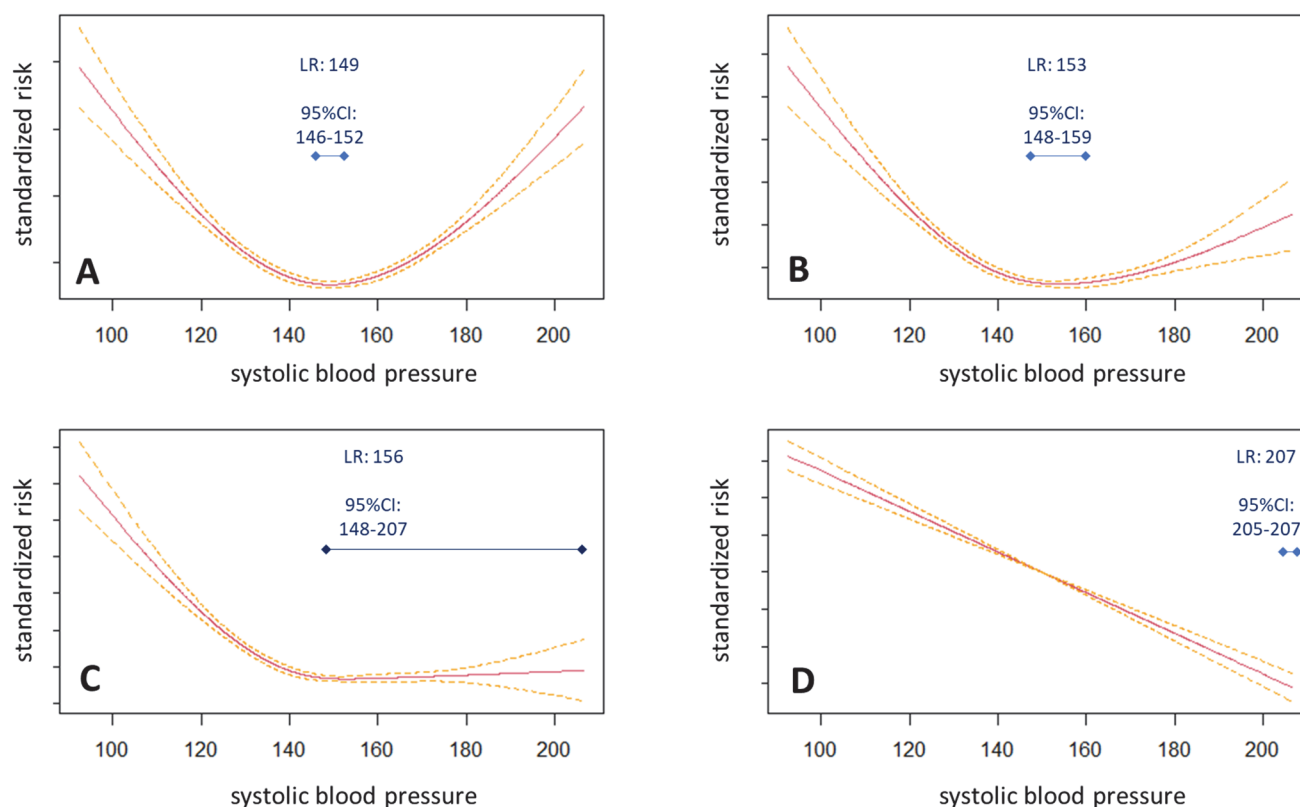 standardized risk
LR: 149
95%CI:
146-152
A
100 120 140 160 180 200
systolic blood pressure
standardized risk
LR: 153
95%CI:
148-159
B
100 120 140 160 180 200
systolic blood pressure
standardized risk
LR: 156
95%CI:
148-207
C
100 120 140 160 180 200
systolic blood pressure
standardized risk
LR: 207
95%CI:
205-207
D
100 120 140 160 180 200
systolic blood pressure